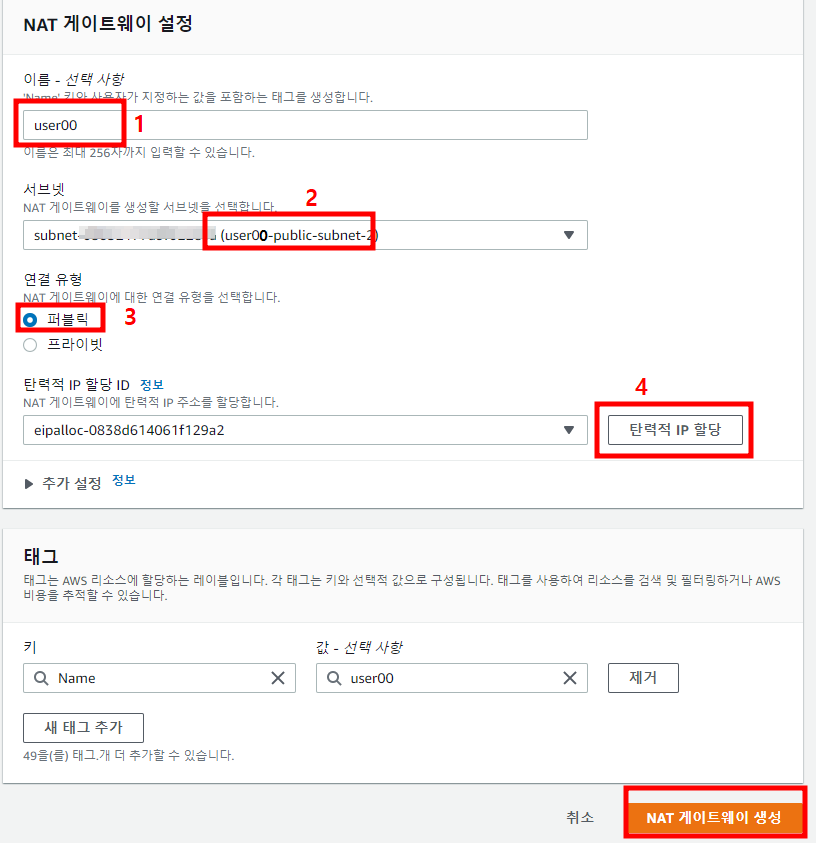 NAT 게이트웨이 설정
이름 - 선택 사항
'Name' 키와 사용자가 지정하는 값을 포함하는 태그를 생성합니다.
user00
1
이름은 최대 256자까지 입력할 수 있습니다.
서브넷
2
NAT 게이트웨이를 생성할 서브넷을 선택합니다.
subnet- (user00-public-subnet-2)
연결 유형
NAT 게이트웨이에 대한 연결 유형을 선택합니다.
퍼블릭
3
프라이빗
탄력적 IP 할당 ID 정보
4
NAT 게이트웨이에 탄력적 IP 주소를 할당합니다.
eipalloc-0838d614061f129a2
탄력적 IP 할당
추가 설정 정보
태그
태그는 AWS 리소스에 할당하는 레이블입니다. 각 태그는 키와 선택적 값으로 구성됩니다. 태그를 사용하여 리소스를 검색 및 필터링하거나 AWS
비용을 추적할 수 있습니다.
키
값 - 선택 사항
Name
user00
제거
새 태그 추가
49을(를) 태그.개 더 추가할 수 있습니다.
취소
NAT 게이트웨이 생성